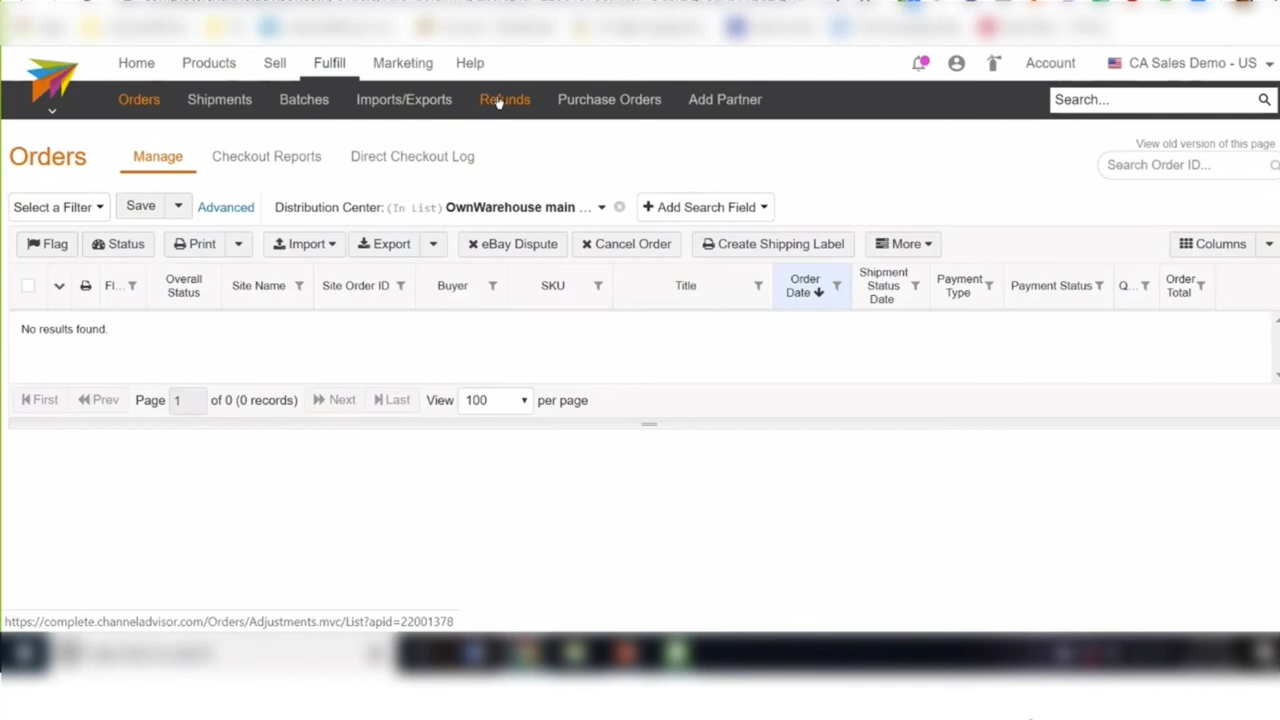 Home Products Sell Fulfill Marketing Help Account CA Sales Demo - US
Orders Shipments Batches Imports/Exports Refunds Purchase Orders Add Partner Search...
View old version of this page
Orders Manage Checkout Reports Direct Checkout Log Search Order ID...
Select a Filter Save Advanced Distribution Center: (In List) OwnWarehouse main ... Add Search Field
Flag Status Print Import Export eBay Dispute Cancel Order Create Shipping Label More Columns
Fl... Overall Status Site Name Site Order ID Buyer SKU Title Order Date Shipment Status Date Payment Type Payment Status Q... Order Total
No results found.
First Prev Page 1 of 0 (0 records) Next Last View 100 per page
https://complete.channeladvisor.com/Orders/Adjustments.mvc/List?apid=22001378